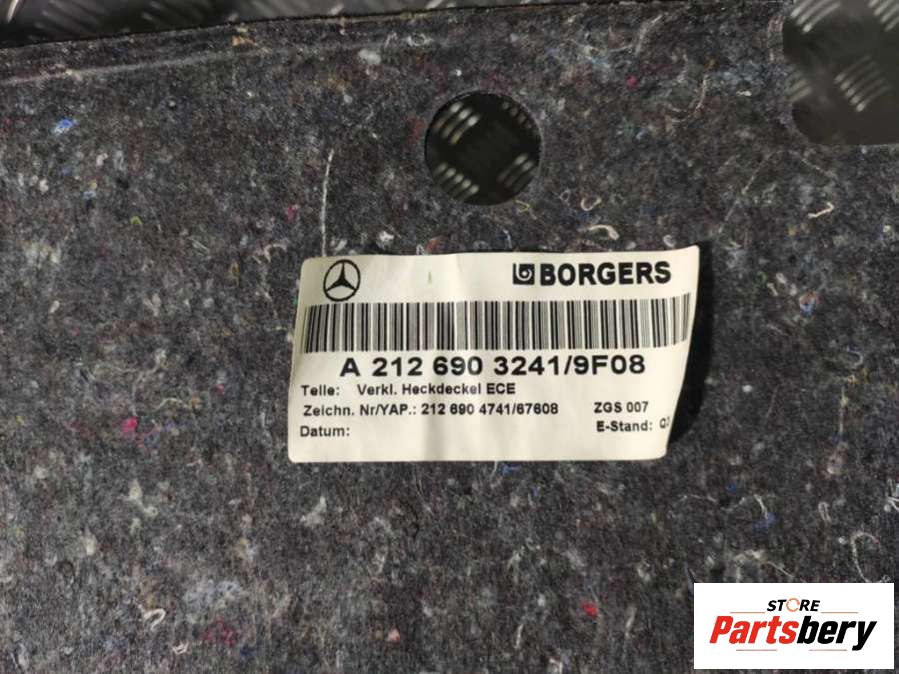 BORGERS
A 212 690 3241/9F08
Teile: Verkl. Heckdeckel ECE
Zeichn. Nr/YAP.: 212 690 4741/67608 ZGS 007
Datum: E-Stand:
STORE
Partsbery